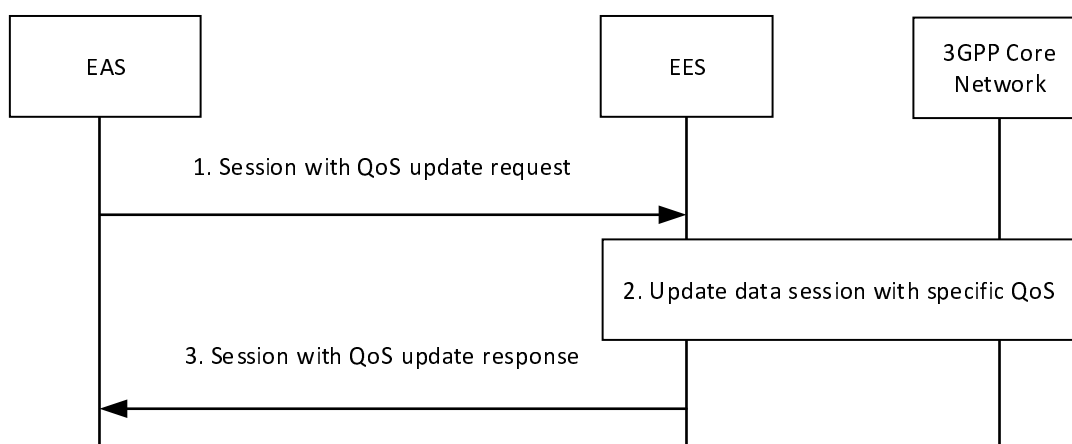 EAS
EES
3GPP Core
Network
1. Session with QoS update request
2. Update data session with specific QoS
3. Session with QoS update response